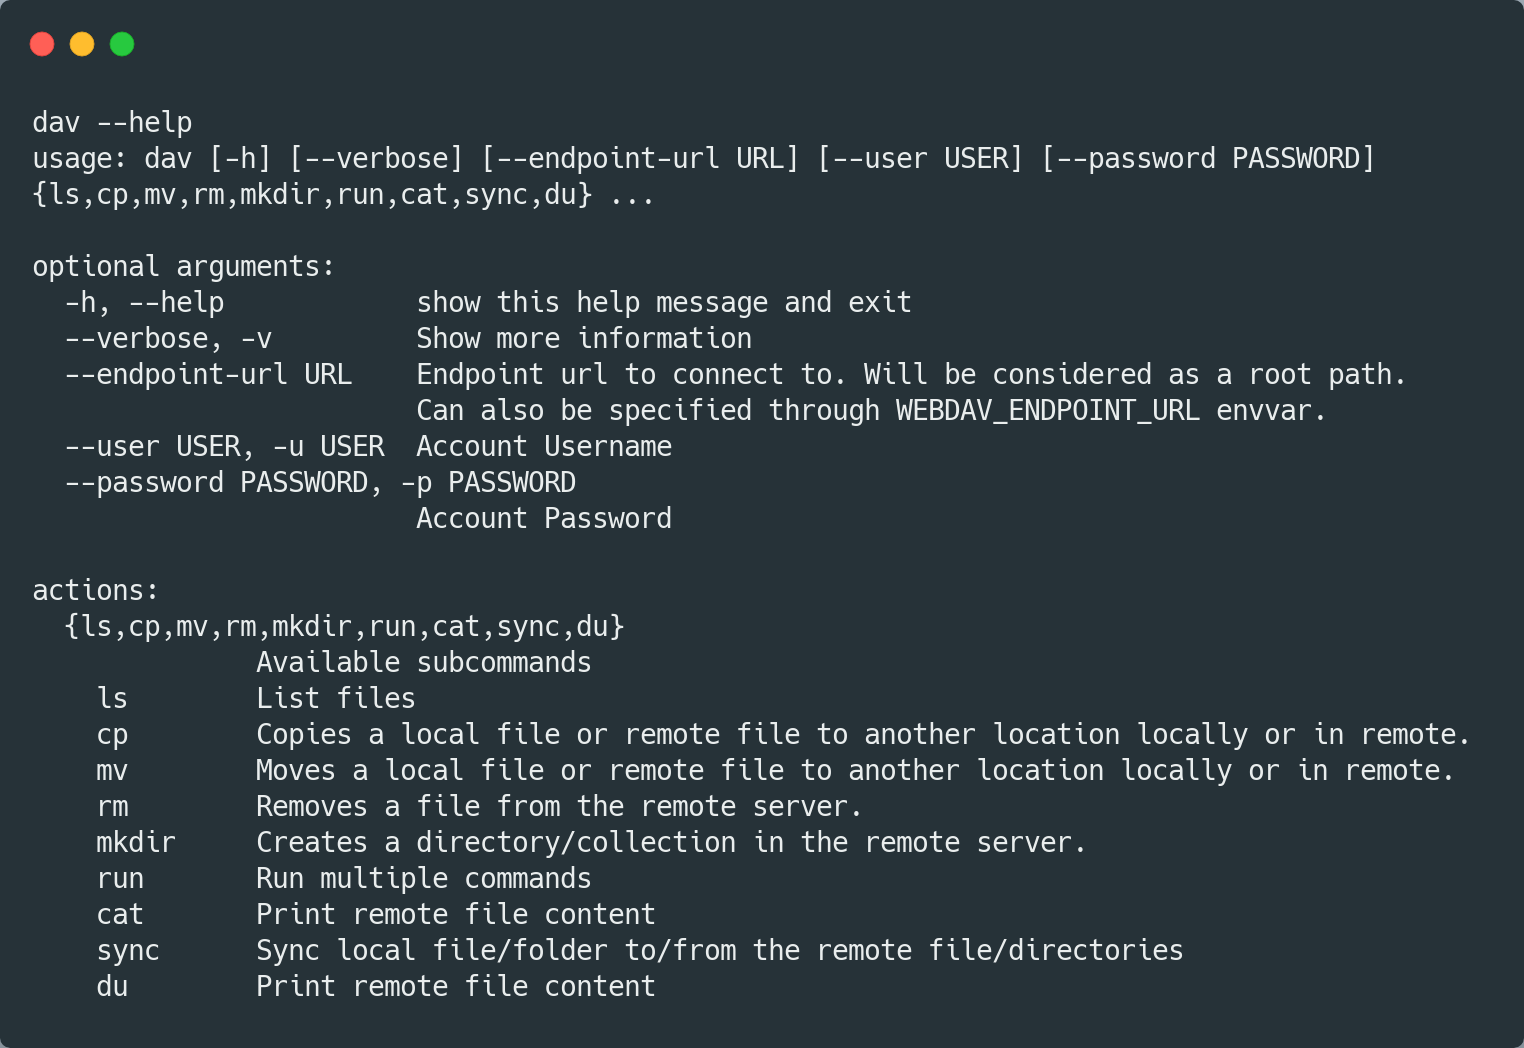 dav --help
usage: dav [-h] [--verbose] [--endpoint-url URL] [--user USER] [--password PASSWORD]
{ls,cp,mv,rm,mkdir,run,cat,sync,du} ...

optional arguments:
  -h, --help            show this help message and exit
  --verbose, -v         Show more information
  --endpoint-url URL    Endpoint url to connect to. Will be considered as a root path.
                        Can also be specified through WEBDAV_ENDPOINT_URL envvar.
  --user USER, -u USER  Account Username
  --password PASSWORD, -p PASSWORD
                        Account Password

actions:
  {ls,cp,mv,rm,mkdir,run,cat,sync,du}
              Available subcommands
    ls        List files
    cp        Copies a local file or remote file to another location locally or in remote.
    mv        Moves a local file or remote file to another location locally or in remote.
    rm        Removes a file from the remote server.
    mkdir     Creates a directory/collection in the remote server.
    run       Run multiple commands
    cat       Print remote file content
    sync      Sync local file/folder to/from the remote file/directories
    du        Print remote file content